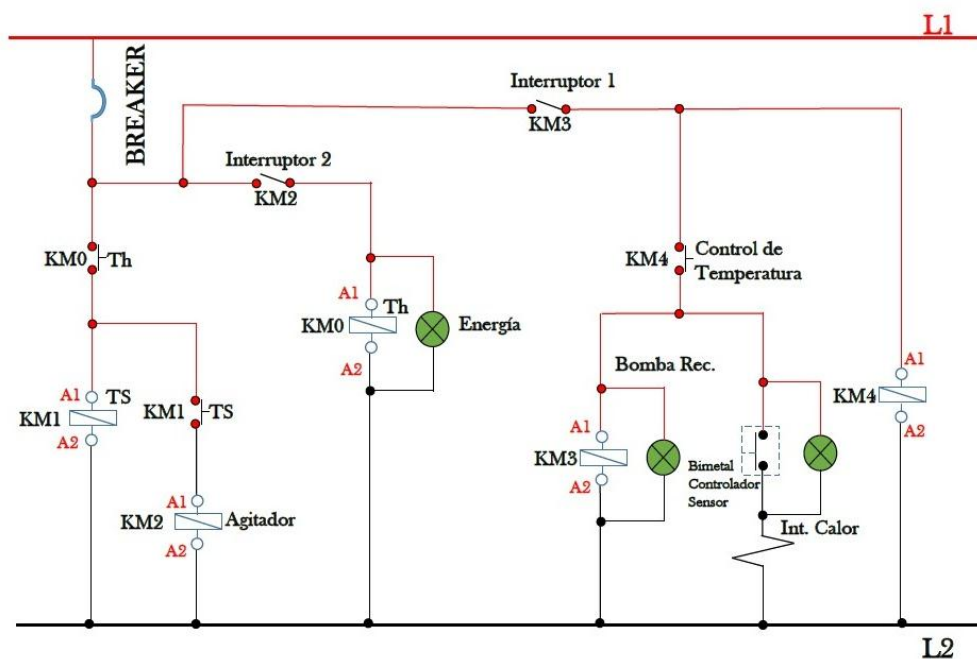 L1
BREAKER
Interruptor 1
KM3
Interruptor 2
KM2
KM0 Th
KM4 Control de
Temperatura
A1 Th
KM0 Energía
A2
A1 TS
KM1
A2
KM1 TS
Bomba Rec.
A1
KM4
A2
A1
KM3
A2
Bimetal
Controlador
Sensor
A1
KM2 Agitador
A2
Int. Calor
L2